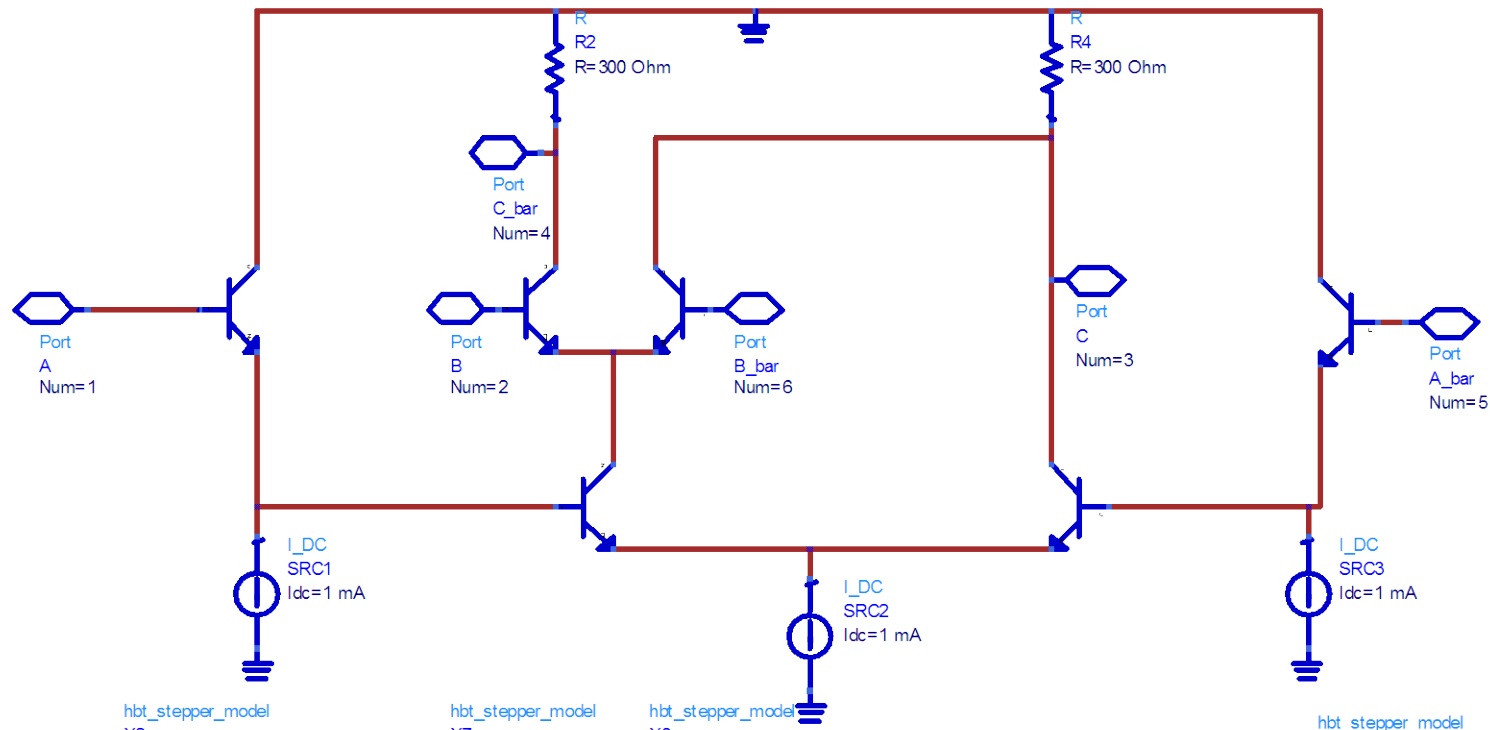 R
R2
R=300 Ohm
R
R4
R=300 Ohm
Port
C_bar
Num=4
Port
A
Num=1
Port
B
Num=2
Port
B_bar
Num=6
Port
C
Num=3
Port
A_bar
Num=5
I_DC
SRC1
Idc=1 mA
I_DC
SRC2
Idc=1 mA
I_DC
SRC3
Idc=1 mA
hbt_stepper_model
hbt_stepper_model
hbt_stepper_model
hbt_stepper_model